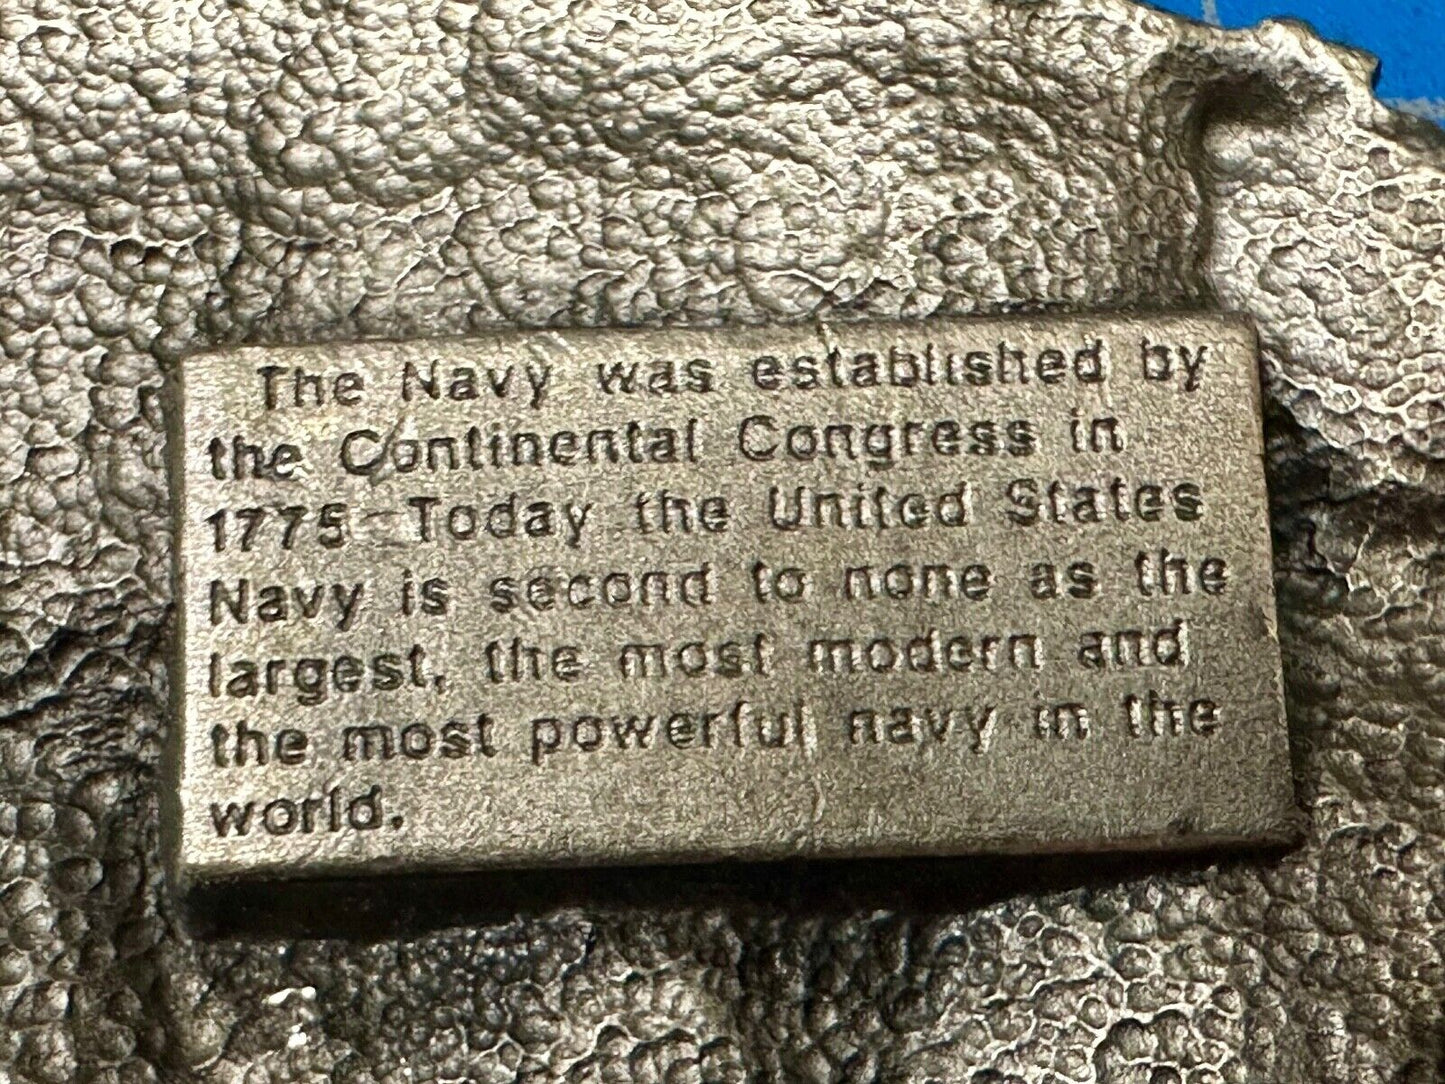 The Navy was established by
the Continental Congress in
1775 Today the United States
Navy is second to none as the
largest, the most modern and
the most powerful navy in the
world.